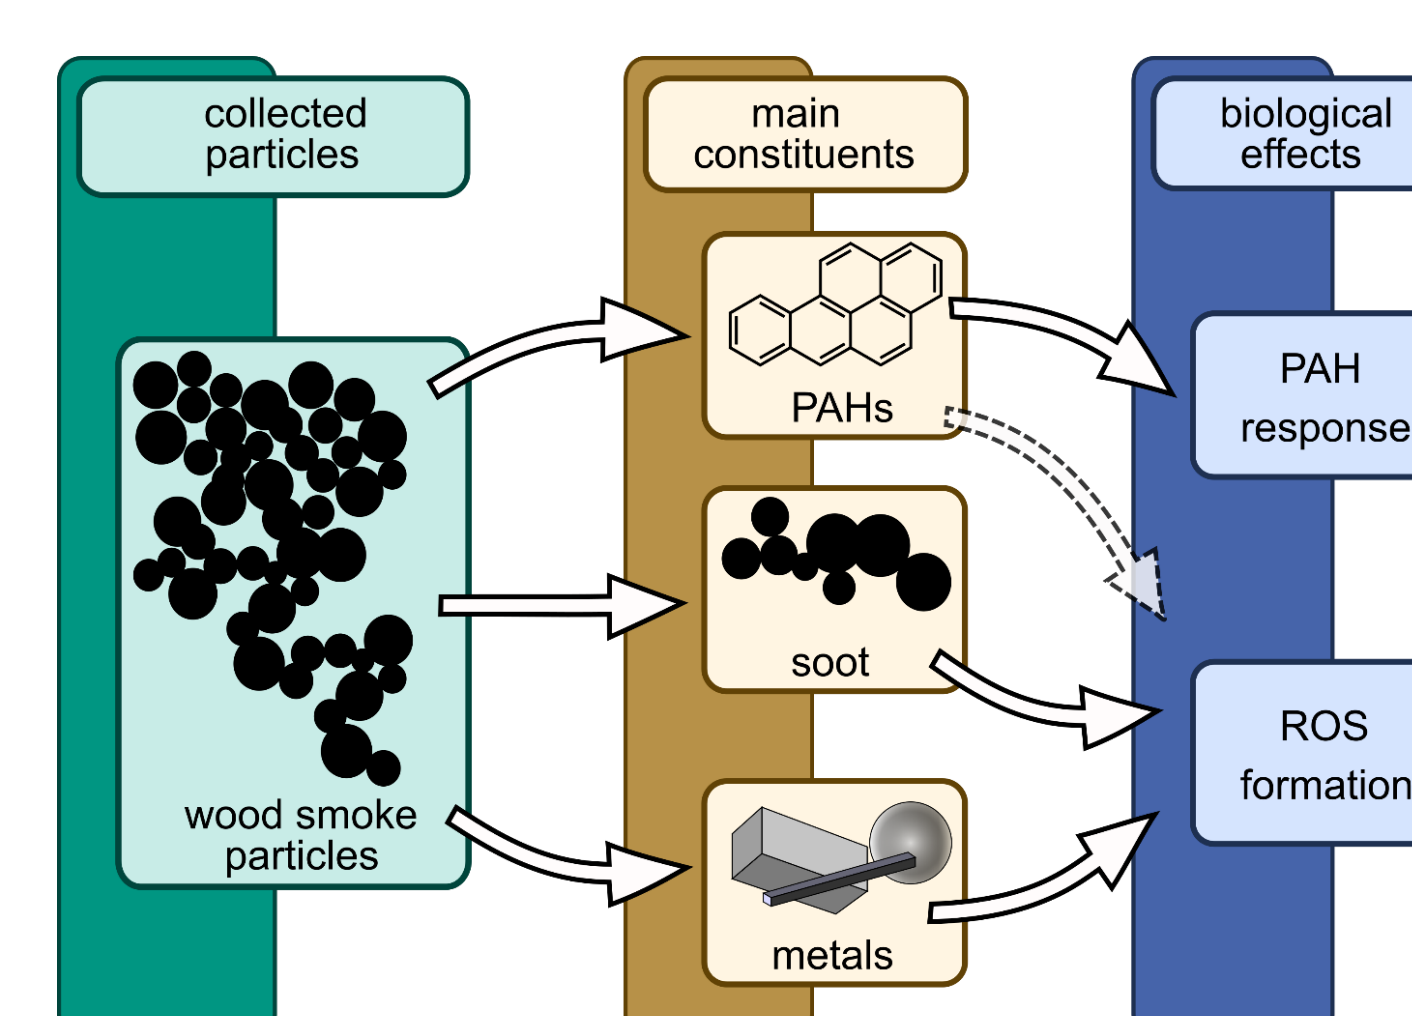 collected
particles
main
constituents
biological
effects
PAHs
PAH
response
soot
ROS
formation
wood smoke
particles
metals